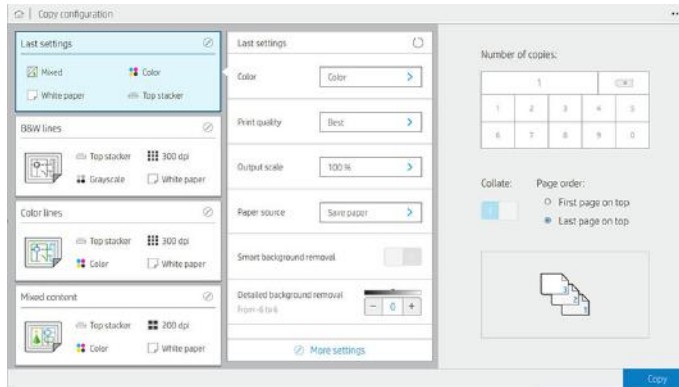 Copy configuration
Last settings
Mixed
Color
White paper
Top stacker
B&W lines
Top stacker
300 dpi
Grayscale
White paper
Color lines
Top stacker
300 dpi
Color
White paper
Mixed content
Top stacker
200 dpi
Color
White paper
Last settings
Color
Color
Print quality
Best
Output scale
100 %
Paper source
Save paper
Smart background removal
Detailed background removal
From -6 to 6
- 0 +
More settings
Number of copies:
1
1 2 3 4 5
6 7 8 9 0
Collate:
Page order:
First page on top
Last page on top
3
2
1
Copy